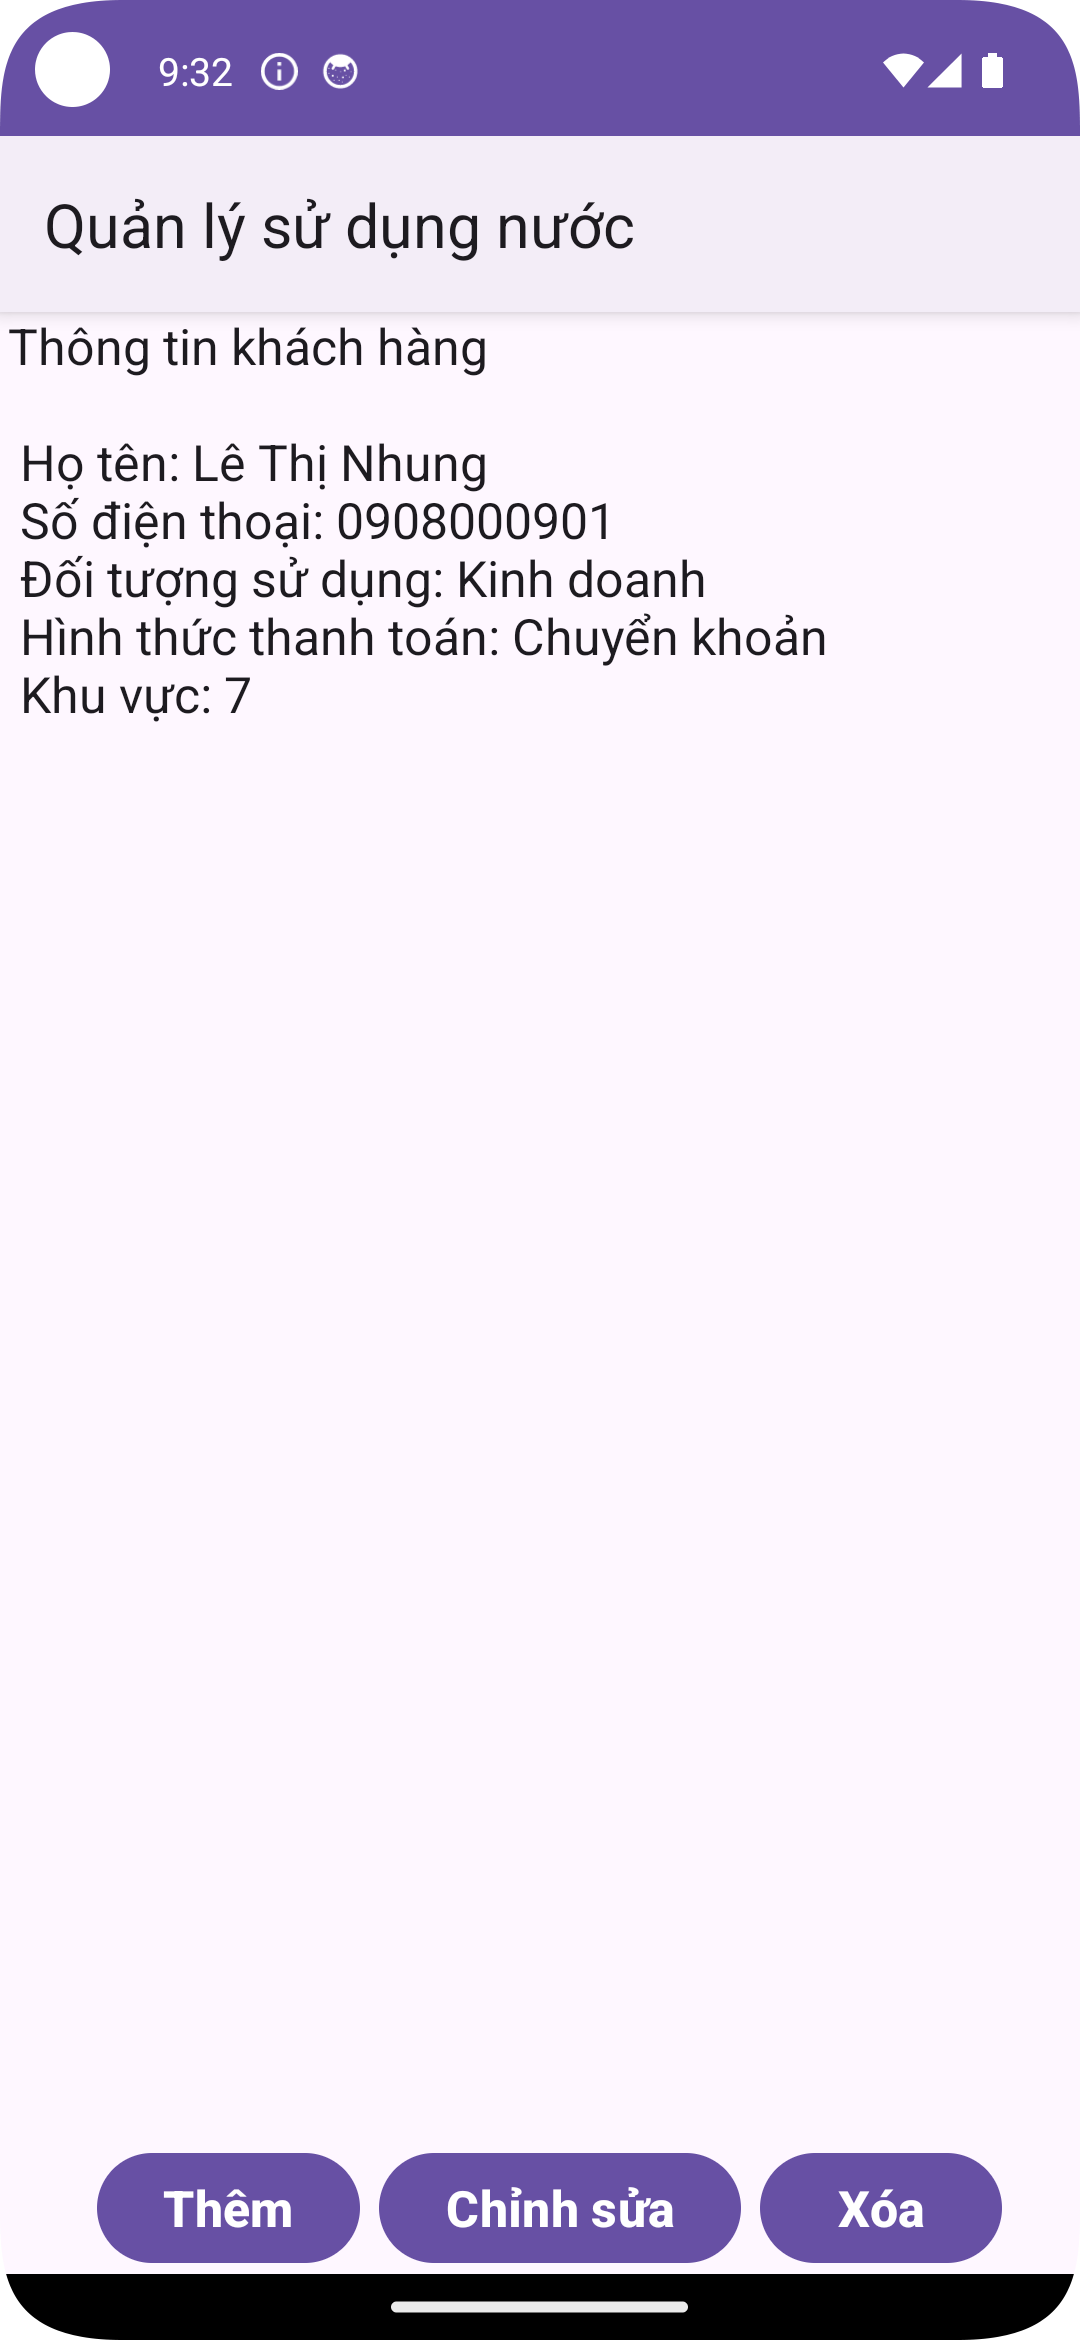 9:32
Quản lý sử dụng nước
Thông tin khách hàng
Họ tên: Lê Thị Nhung
Số điện thoại: 0908000901
Đối tượng sử dụng: Kinh doanh
Hình thức thanh toán: Chuyển khoản
Khu vực: 7
Thêm
Chỉnh sửa
Xóa